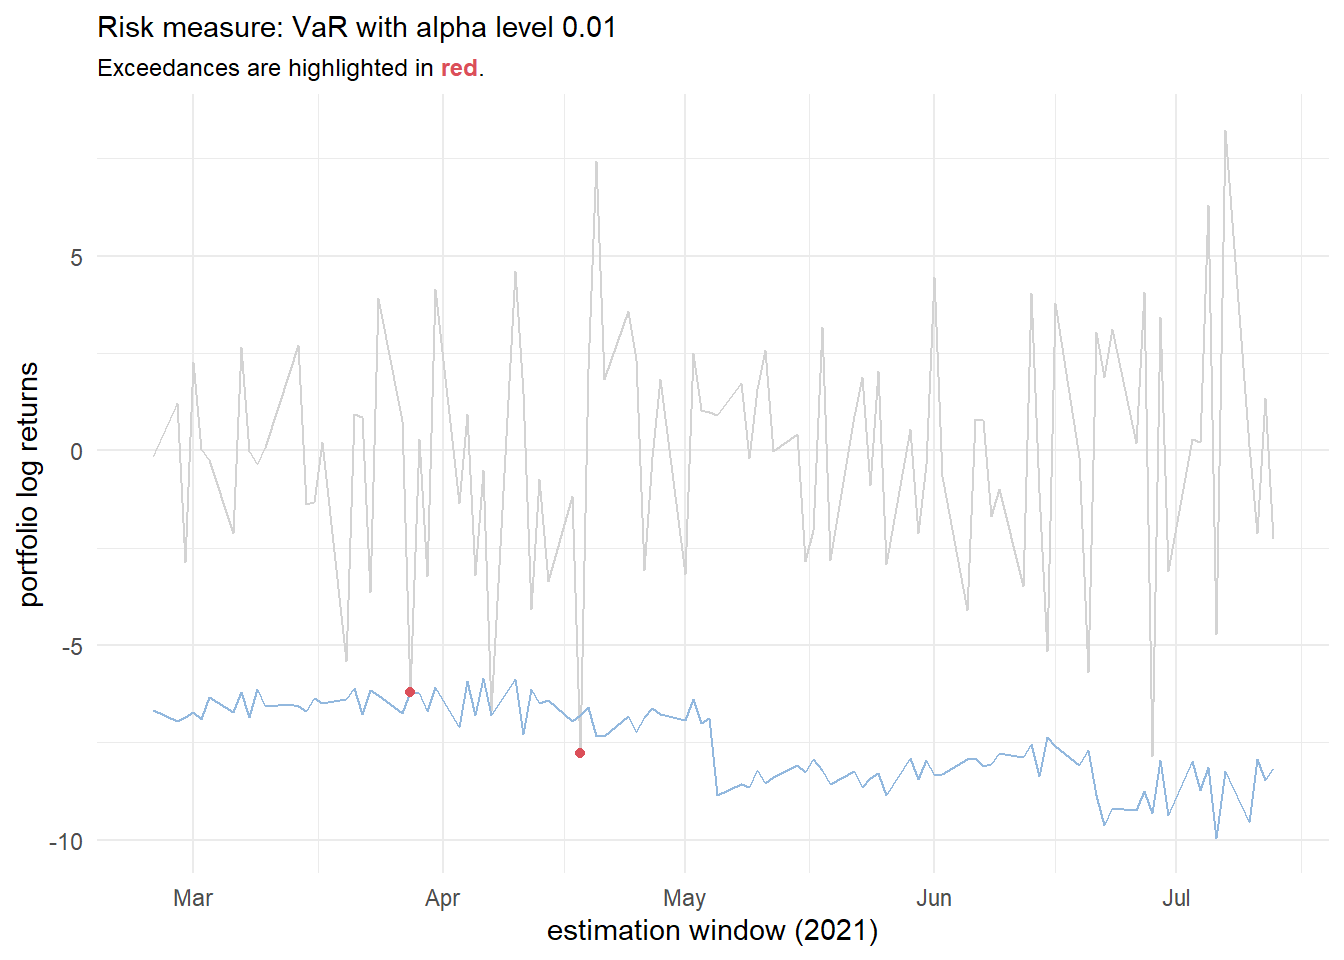 Risk measure: VaR with alpha level 0.01
Exceedances are highlighted in red.
portfolio log returns
5
0
-5
-10
Mar
Apr
May
Jun
Jul
estimation window (2021)